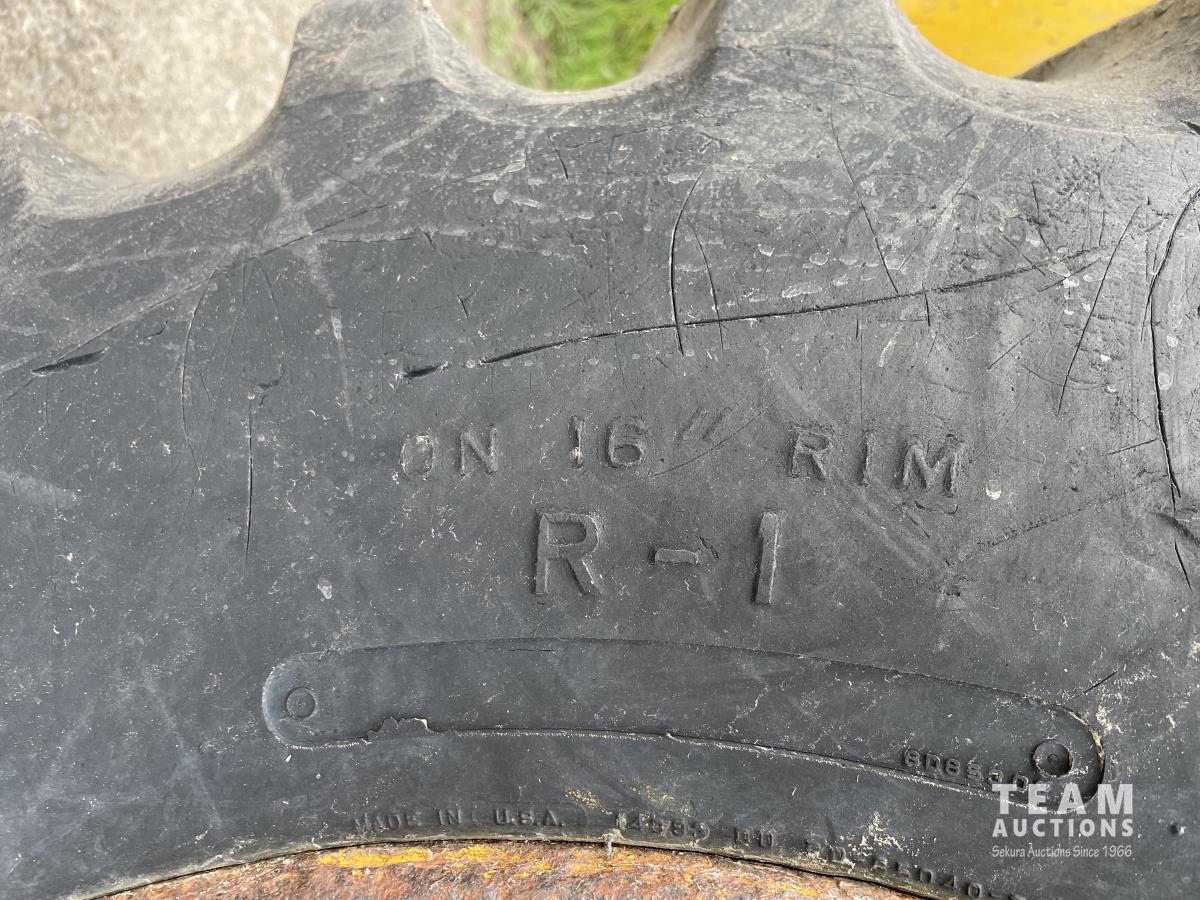 ON 16" RIM
R-1
MADE IN U.S.A.
TEAM
AUCTIONS
Sekura Auctions Since 1966